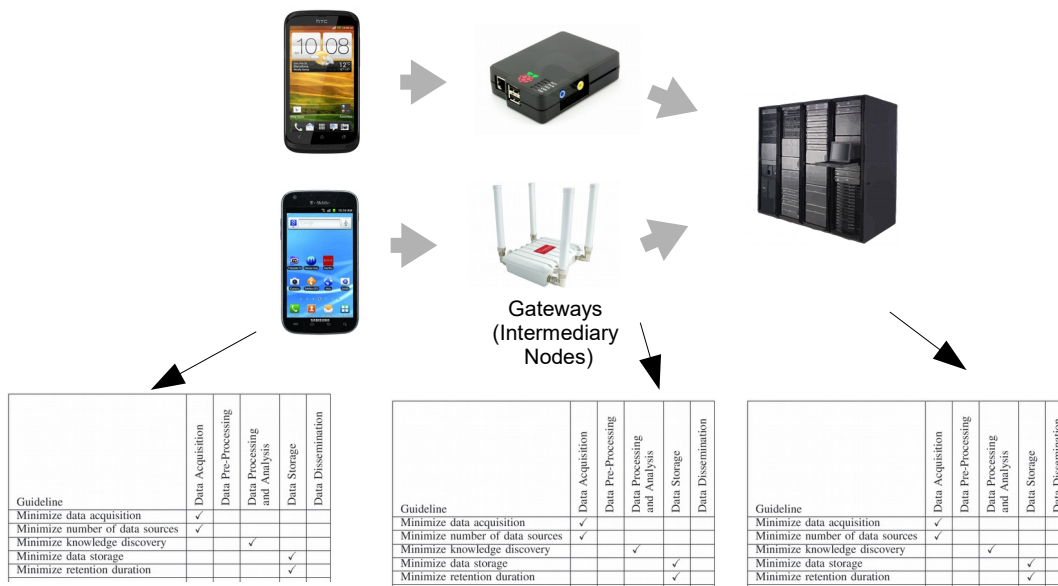 htc
10 08
T-Mobile
SAMSUNG
Gateways
(Intermediary
Nodes)
Guideline
Data Acquisition
Data Pre-Processing
Data Processing
and Analysis
Data Storage
Data Dissemination
Minimize data acquisition ✓
Minimize number of data sources ✓
Minimize knowledge discovery ✓
Minimize data storage ✓
Minimize retention duration ✓
Guideline
Data Acquisition
Data Pre-Processing
Data Processing
and Analysis
Data Storage
Data Dissemination
Minimize data acquisition ✓
Minimize number of data sources ✓
Minimize knowledge discovery ✓
Minimize data storage ✓
Minimize retention duration ✓
Guideline
Data Acquisition
Data Pre-Processing
Data Processing
and Analysis
Data Storage
Data Dissemination
Minimize data acquisition ✓
Minimize number of data sources ✓
Minimize knowledge discovery ✓
Minimize data storage ✓
Minimize retention duration ✓